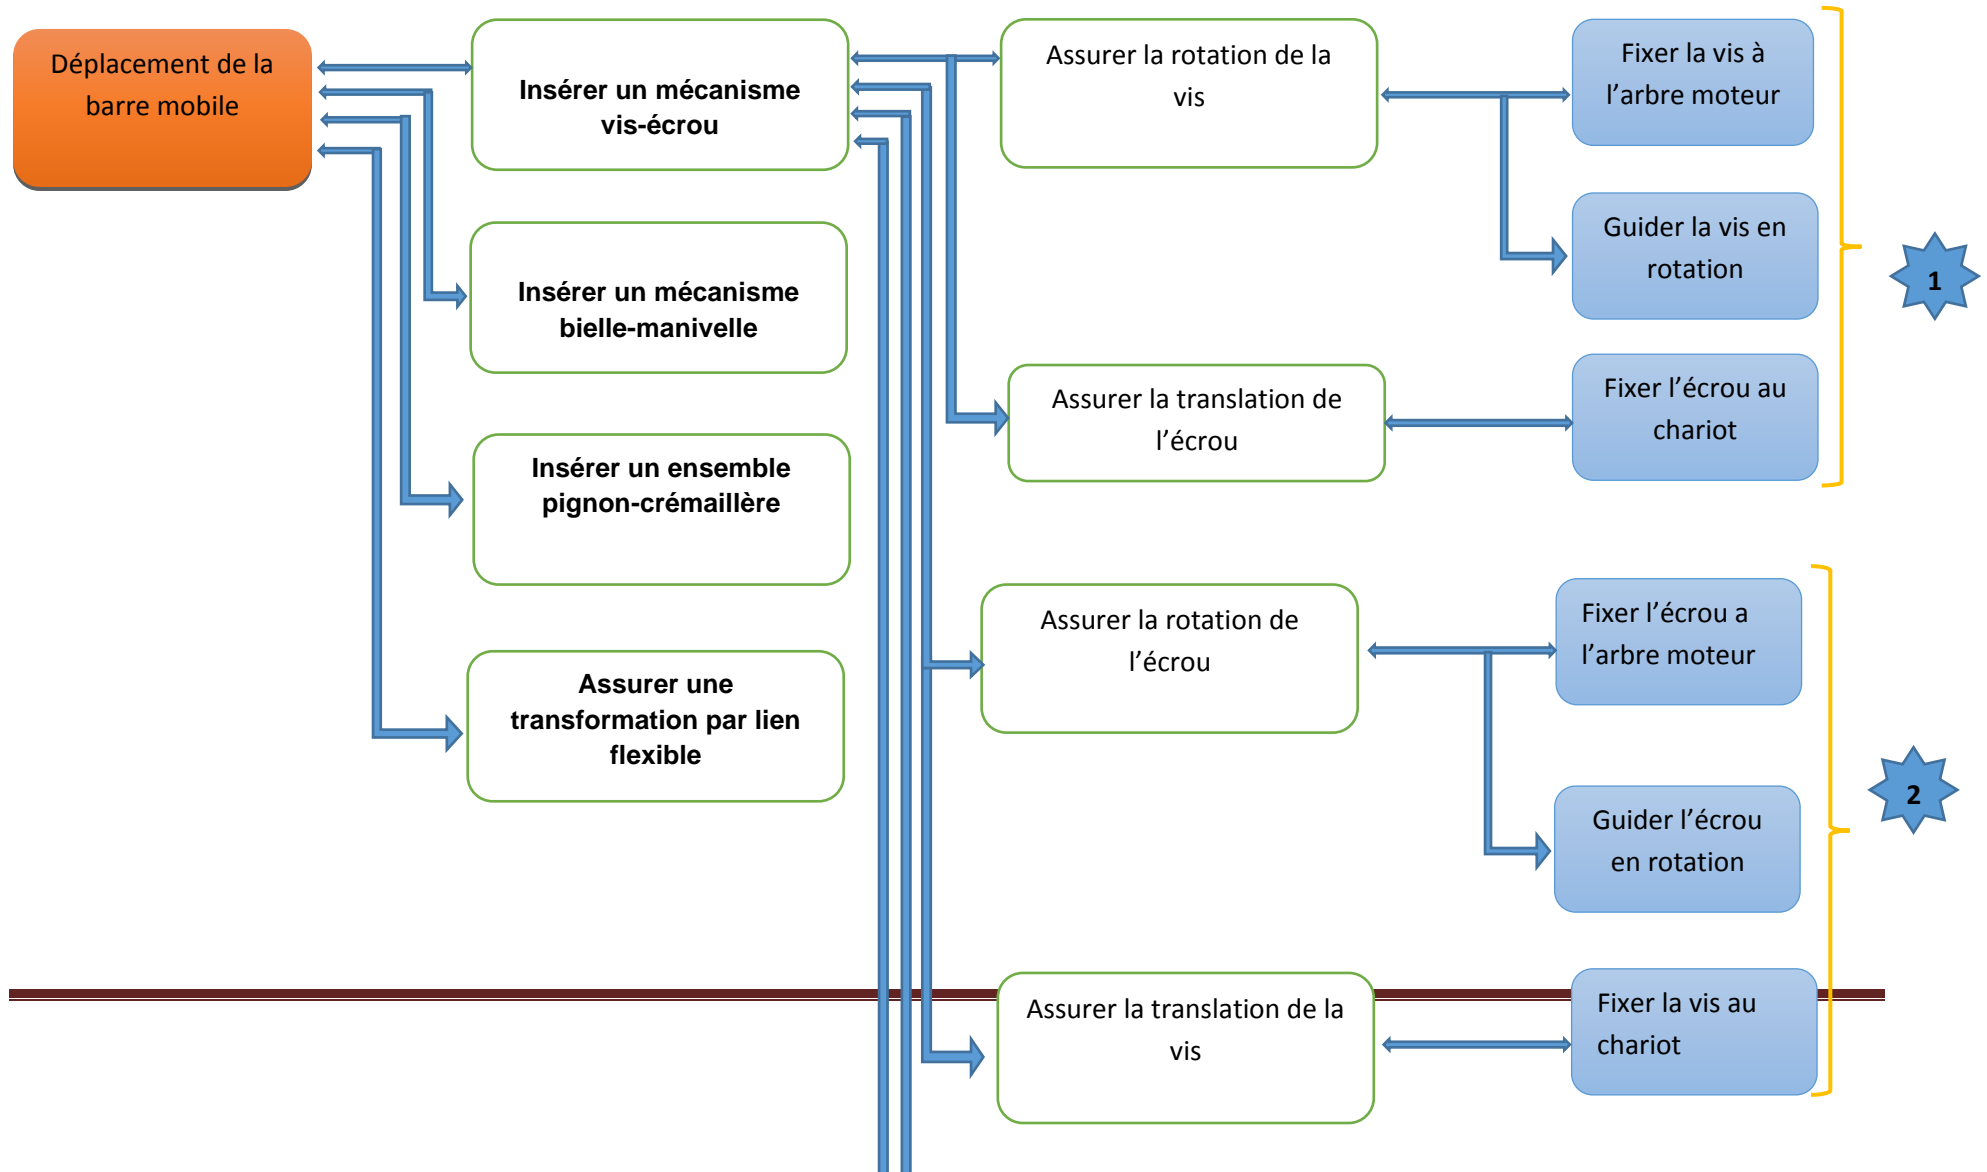 Déplacement de la
barre mobile
Insérer un mécanisme
vis-écrou
Insérer un mécanisme
bielle-manivelle
Insérer un ensemble
pignon-crémaillère
Assurer une
transformation par lien
flexible
Assurer la rotation de la
vis
Assurer la translation de
l’écrou
Assurer la rotation de
l’écrou
Assurer la translation de la
vis
Fixer la vis à
l’arbre moteur
Guider la vis en
rotation
Fixer l’écrou au
chariot
1
Fixer l’écrou a
l’arbre moteur
Guider l’écrou
en rotation
Fixer la vis au
chariot
2